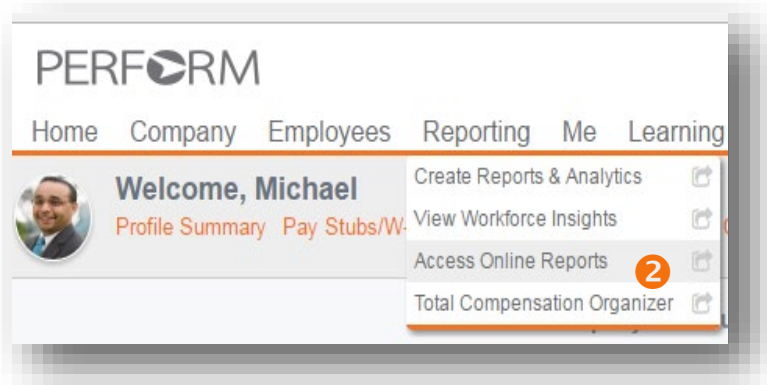 PERFORM
Home Company Employees Reporting Me Learning
Welcome, Michael
Profile Summary Pay Stubs/W-
Create Reports & Analytics
View Workforce Insights
Access Online Reports 2
Total Compensation Organizer